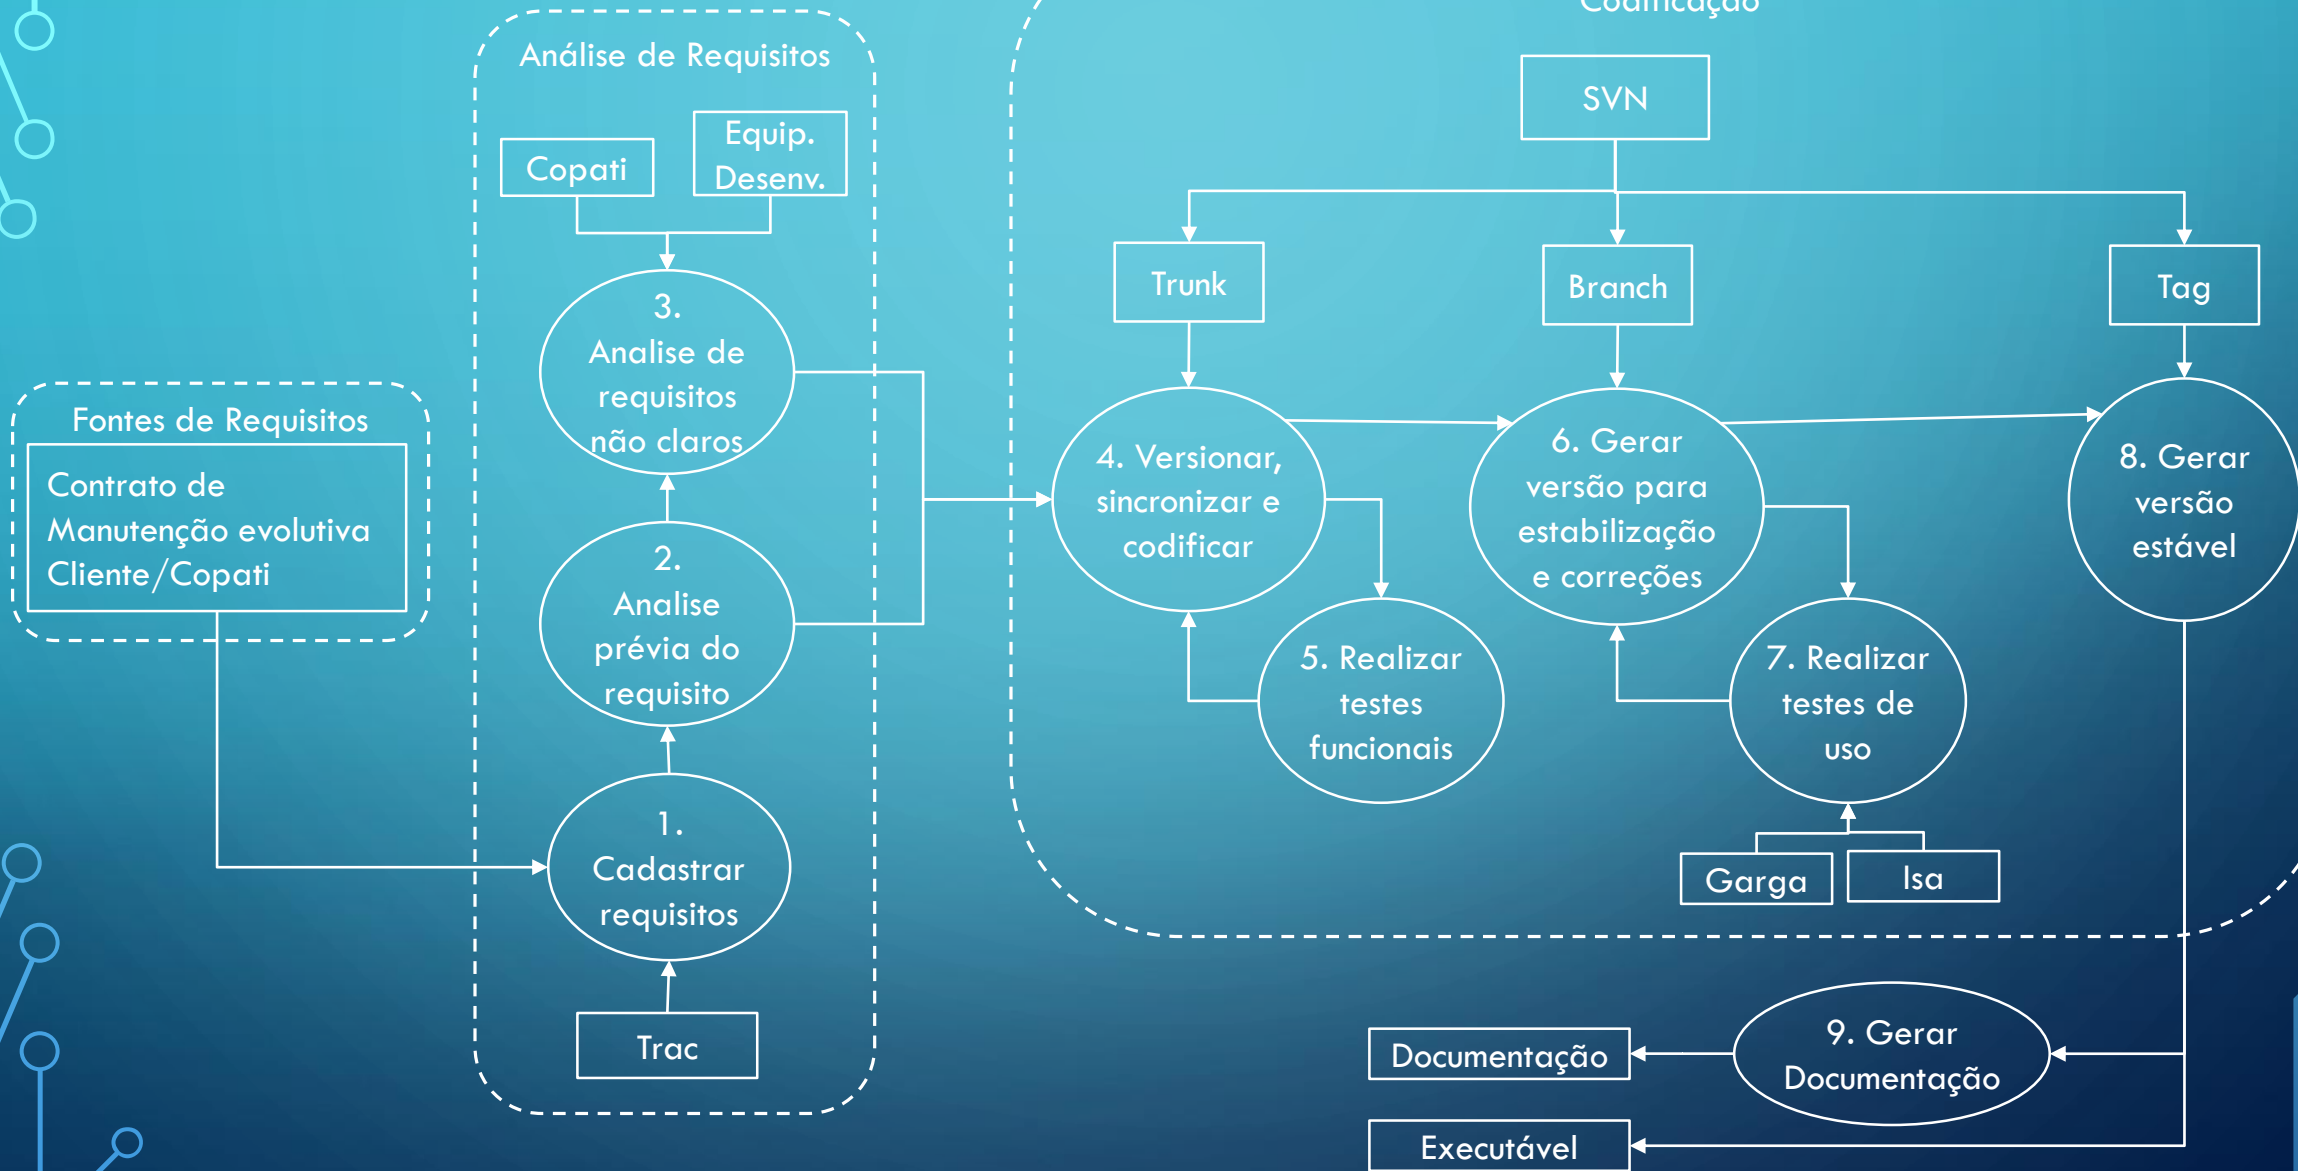 Codificação
Análise de Requisitos
SVN
Copati
Equip.
Desenv.
Trunk
Branch
Tag
3.
Analise de
requisitos
não claros
Fontes de Requisitos
Contrato de
Manutenção evolutiva
Cliente/Copati
4. Versionar,
sincronizar e
codificar
6. Gerar
versão para
estabilização
e correções
8. Gerar
versão
estável
2.
Analise
prévia do
requisito
5. Realizar
testes
funcionais
7. Realizar
testes de
uso
1.
Cadastrar
requisitos
Garga
Isa
Trac
9. Gerar
Documentação
Documentação
Executável